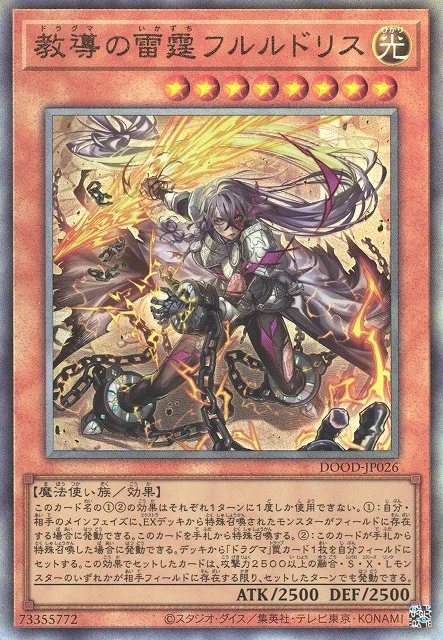 教導の雷霆フルルドリス
光
DOOD-JP026
【魔法使い族／効果】
このカード名の①②の効果はそれぞれ1ターンに1度しか使用できない。①：自分・
相手のメインフェイズに、EXデッキから特殊召喚されたモンスターがフィールドに存在
する場合に発動できる。このカードを手札から特殊召喚する。②：このカードが手札から
特殊召喚した場合に発動できる。デッキから「ドラグマ」罠カード1枚を自分フィールドに
セットする。この効果でセットしたカードは、攻撃力2500以上の融合・S・X・Lモ
ンスターのいずれかが相手フィールドに存在する限り、セットしたターンでも発動できる。
ATK/2500 DEF/2500
73355772
©スタジオ・ダイス／集英社・テレビ東京・KONAMI